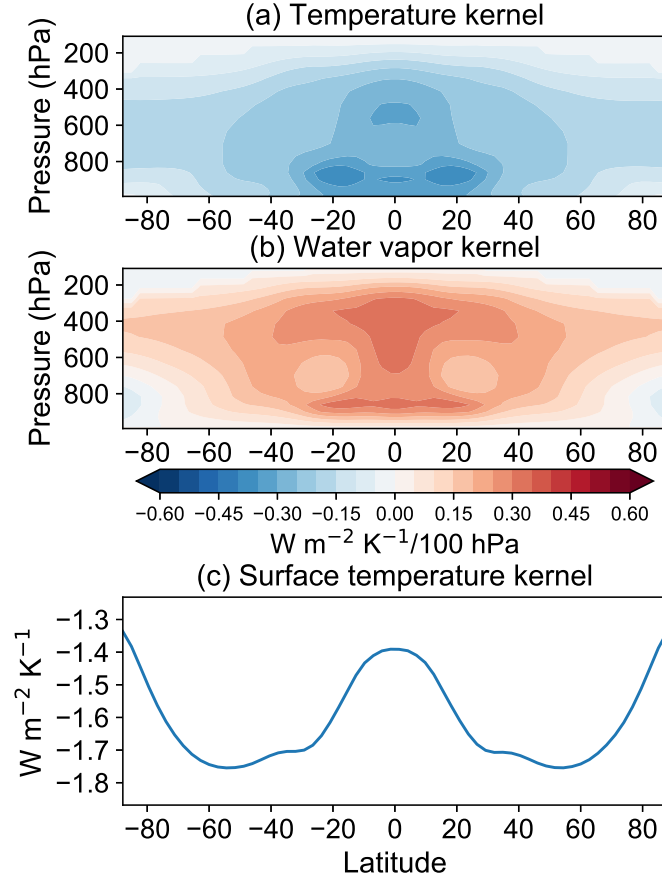 (a) Temperature kernel
Pressure (hPa)
200
400
600
800
−80 −60 −40 −20 0 20 40 60 80
(b) Water vapor kernel
Pressure (hPa)
200
400
600
800
−80 −60 −40 −20 0 20 40 60 80
−0.60 −0.45 −0.30 −0.15 0.00 0.15 0.30 0.45 0.60
W m⁻² K⁻¹/100 hPa
(c) Surface temperature kernel
W m⁻² K⁻¹
−1.3
−1.4
−1.5
−1.6
−1.7
−1.8
−80 −60 −40 −20 0 20 40 60 80
Latitude